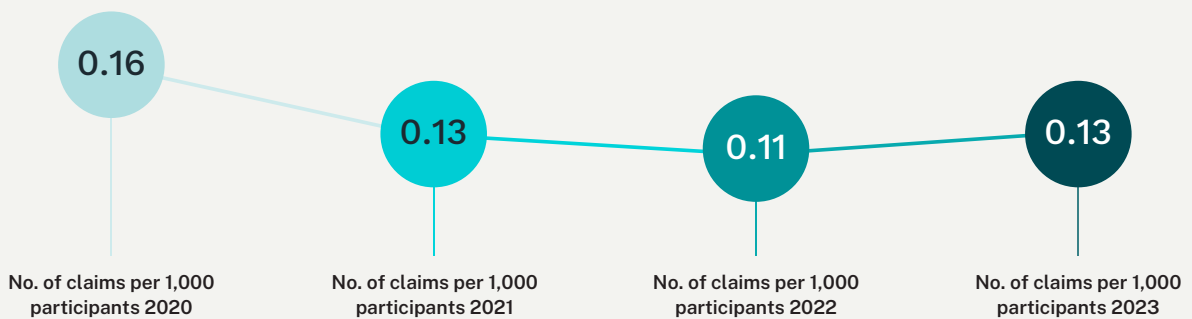 0.16
0.13
0.11
0.13
No. of claims per 1,000
participants 2020
No. of claims per 1,000
participants 2021
No. of claims per 1,000
participants 2022
No. of claims per 1,000
participants 2023